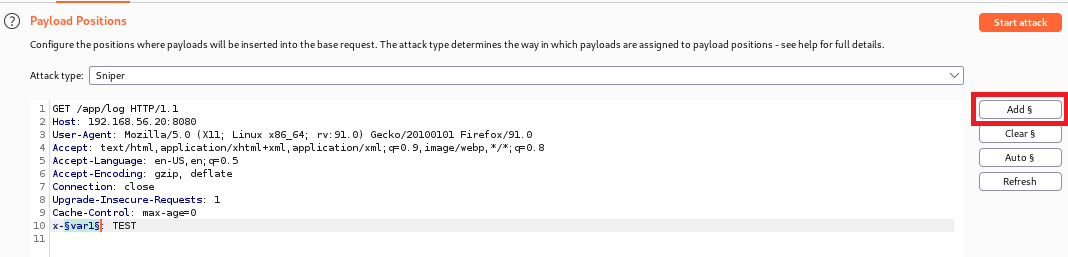 ? Payload Positions
Start attack
Configure the positions where payloads will be inserted into the base request. The attack type determines the way in which payloads are assigned to payload positions - see help for full details.
Attack type: Sniper
Add §
Clear §
Auto §
Refresh
1 GET /app/log HTTP/1.1
2 Host: 192.168.56.20:8080
3 User-Agent: Mozilla/5.0 (X11; Linux x86_64; rv:91.0) Gecko/20100101 Firefox/91.0
4 Accept: text/html,application/xhtml+xml,application/xml;q=0.9,image/webp,*/*;q=0.8
5 Accept-Language: en-US,en;q=0.5
6 Accept-Encoding: gzip, deflate
7 Connection: close
8 Upgrade-Insecure-Requests: 1
9 Cache-Control: max-age=0
10 x-§var1§: TEST
11